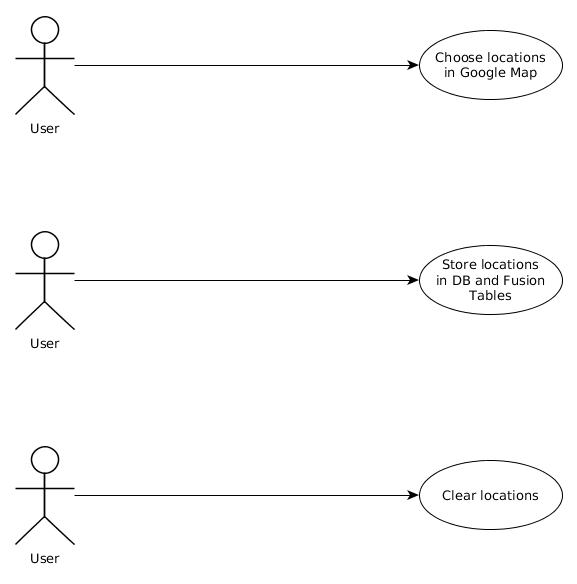 Choose locations
in Google Map
User
Store locations
in DB and Fusion
Tables
User
Clear locations
User